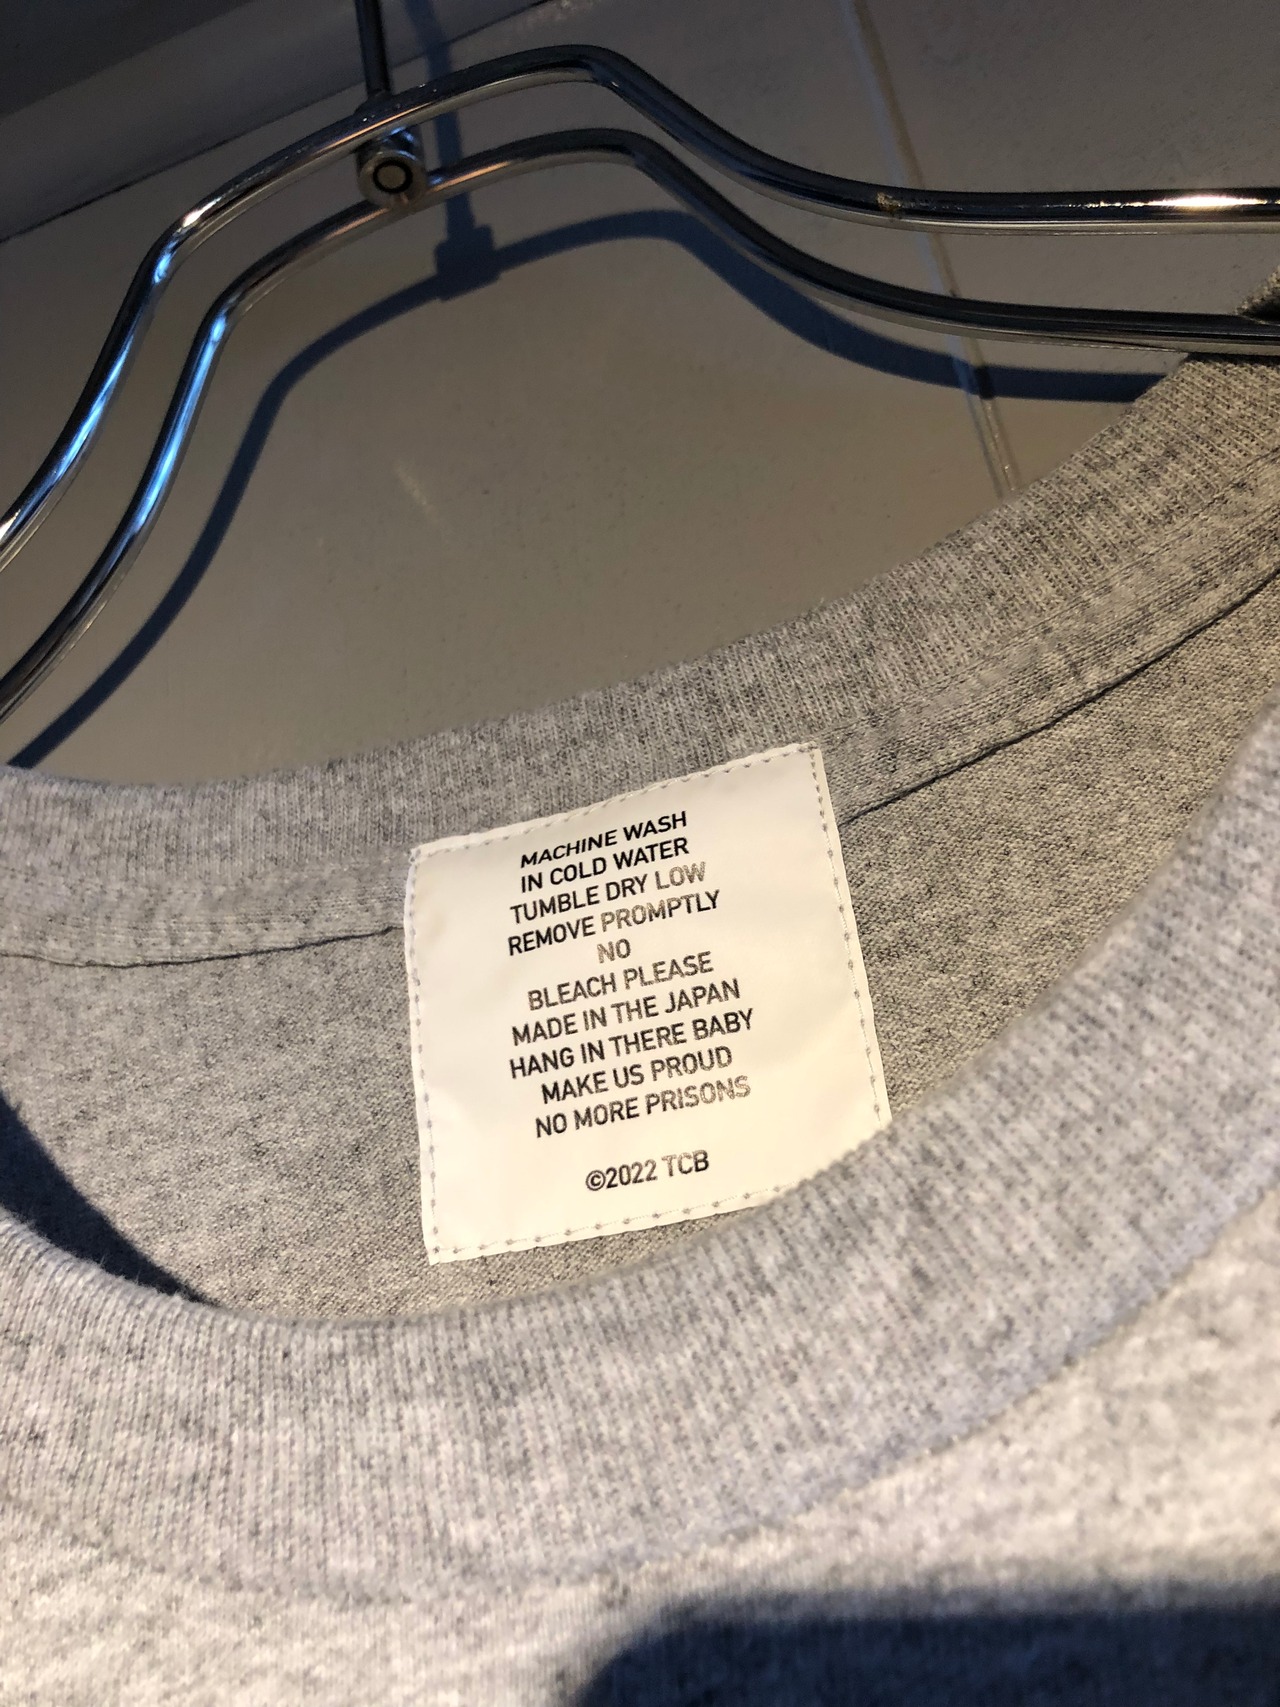 MACHINE WASH
IN COLD WATER
TUMBLE DRY LOW
REMOVE PROMPTLY
NO
BLEACH PLEASE
MADE IN THE JAPAN
HANG IN THERE BABY
MAKE US PROUD
NO MORE PRISONS
©2022 TCB